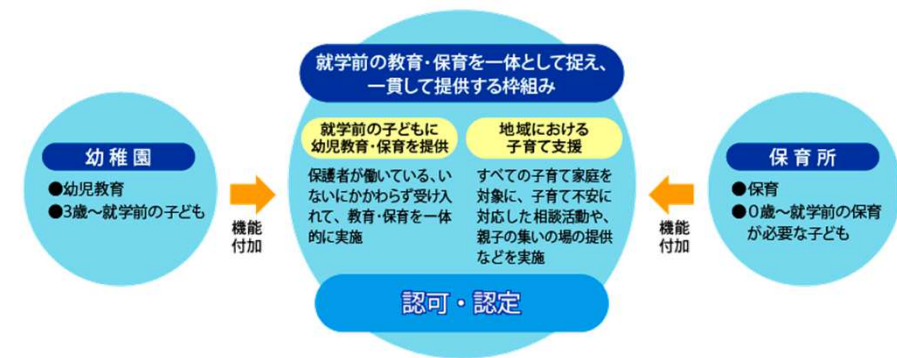 就学前の教育・保育を一体として捉え、
一貫して提供する枠組み
幼稚園
●幼児教育
●3歳～就学前の子ども
機能
付加
就学前の子どもに
幼児教育・保育を提供
保護者が働いている、い
ないにかかわらず受け入
れて、教育・保育を一体
的に実施
地域における
子育て支援
すべての子育て家庭を
対象に、子育て不安に
対応した相談活動や、
親子の集いの場の提供
などを実施
認可・認定
機能
付加
保育所
●保育
●0歳～就学前の保育
が必要な子ども